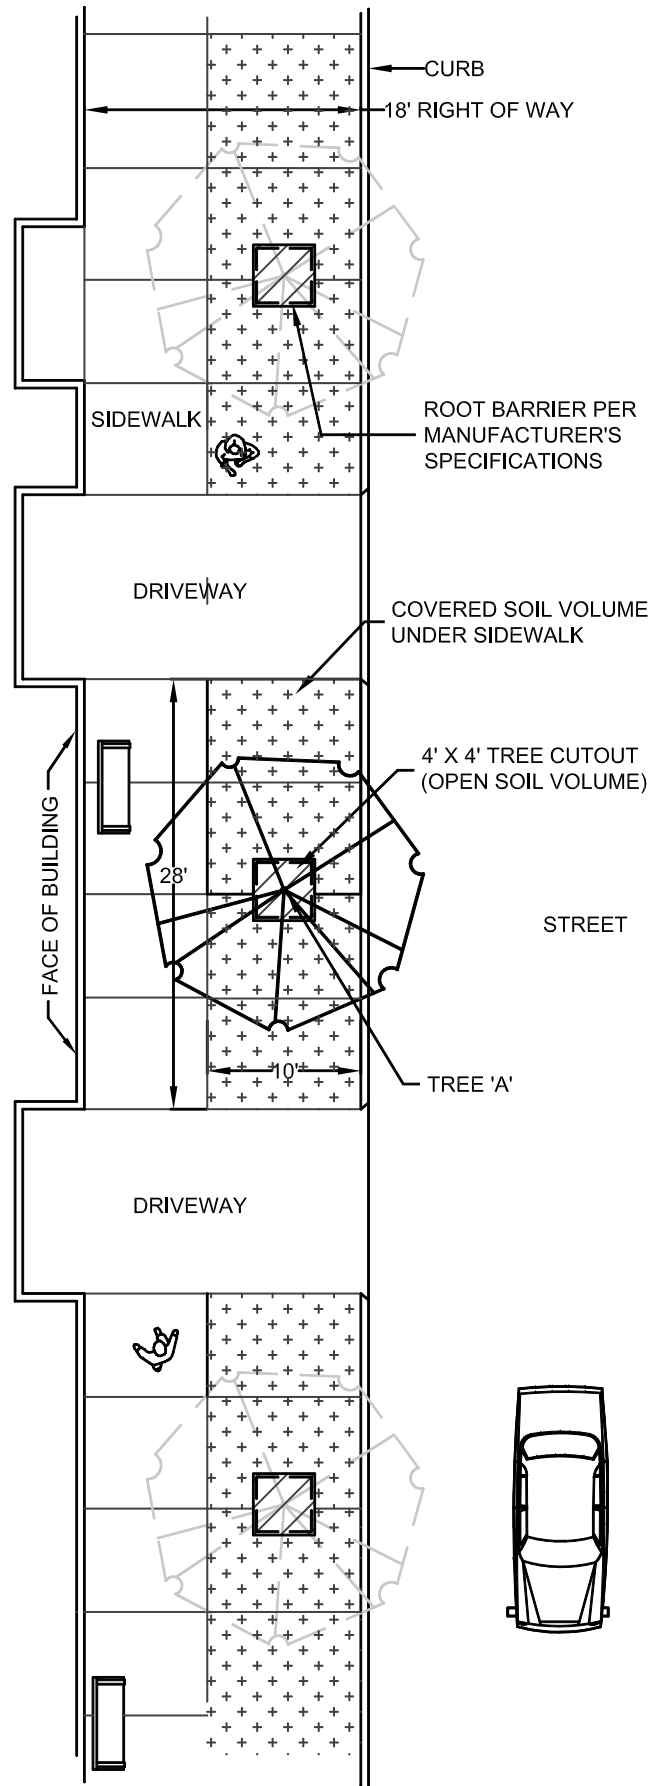 CURB
18' RIGHT OF WAY
SIDEWALK
ROOT BARRIER PER
MANUFACTURER'S
SPECIFICATIONS
DRIVEWAY
COVERED SOIL VOLUME
UNDER SIDEWALK
4' X 4' TREE CUTOUT
(OPEN SOIL VOLUME)
FACE OF BUILDING
28'
STREET
10'
TREE 'A'
DRIVEWAY